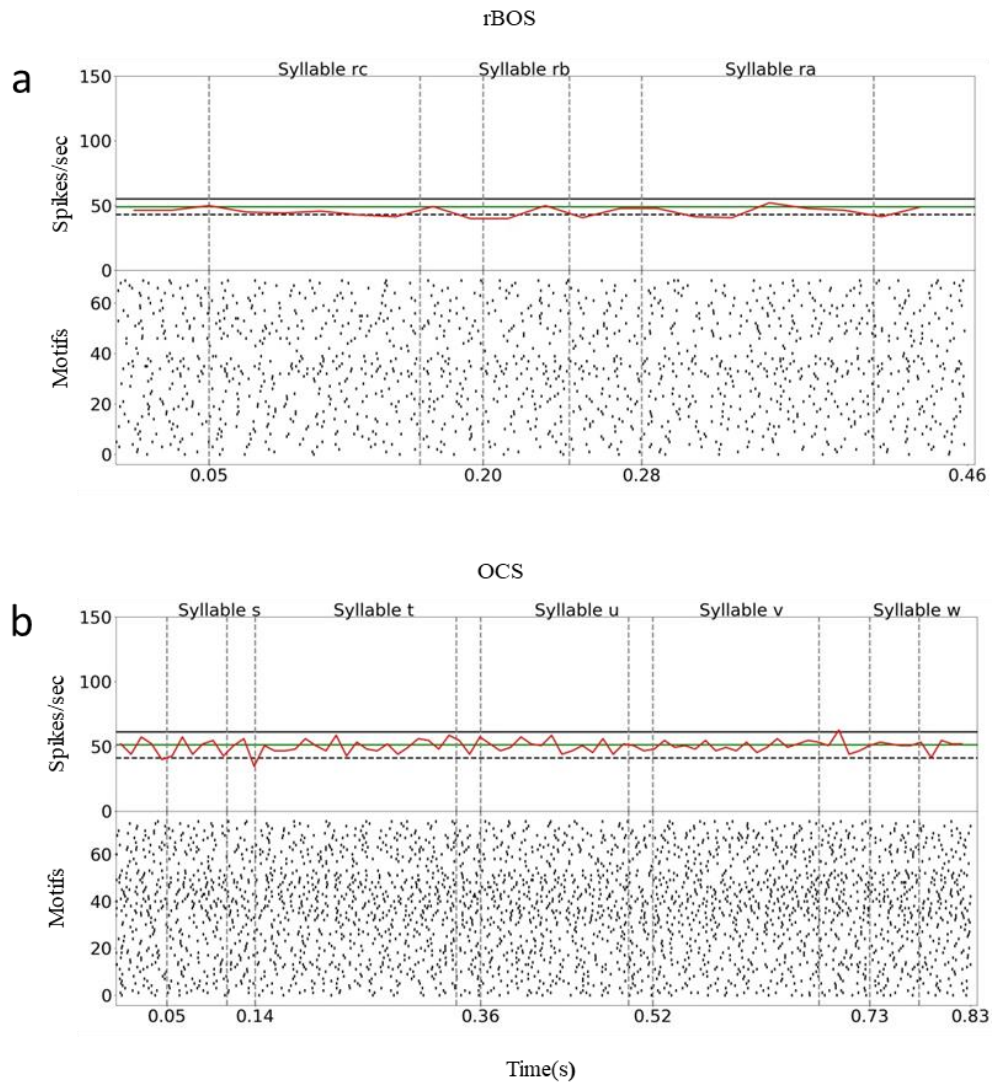 rBOS
a
Syllable rc Syllable rb Syllable ra
150
100
50
0
Spikes/sec
60
40
20
0
Motifs
0.05 0.20 0.28 0.46
OCS
b
Syllable s Syllable t Syllable u Syllable v Syllable w
150
100
50
0
Spikes/sec
60
40
20
0
Motifs
0.05 0.14 0.36 0.52 0.73 0.83
Time(s)